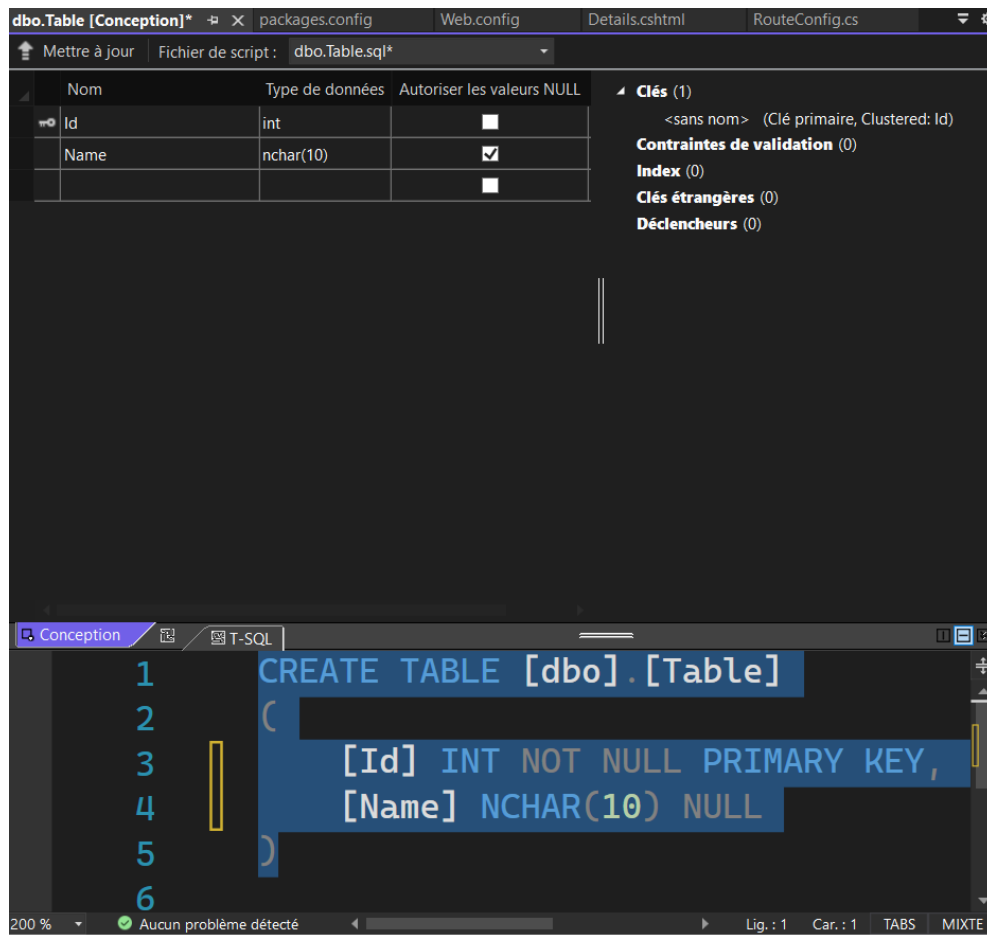 dbo.Table [Conception]* packages.config Web.config Details.cshtml RouteConfig.cs
Mettre à jour Fichier de script : dbo.Table.sql*
Nom Type de données Autoriser les valeurs NULL
Id int
Name nchar(10)
Clés (1)
<sans nom> (Clé primaire, Clustered: Id)
Contraintes de validation (0)
Index (0)
Clés étrangères (0)
Déclencheurs (0)
Conception T-SQL
1 CREATE TABLE [dbo].[Table]
2 (
3 [Id] INT NOT NULL PRIMARY KEY,
4 [Name] NCHAR(10) NULL
5 )
6
200 % Aucun problème détecté Lig. : 1 Car. : 1 TABS MIXTE